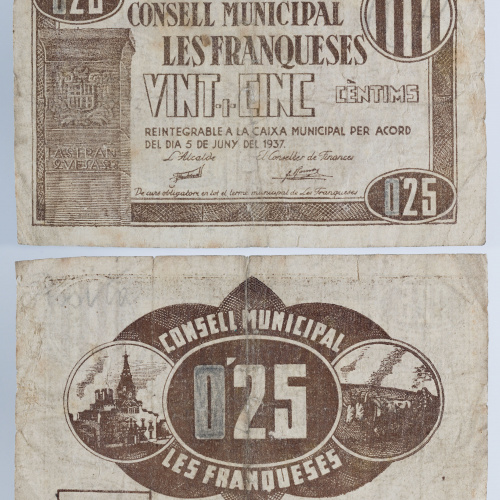 0'25
CONSELL MUNICIPAL
LES FRANQUESES
VINT-I-CINC CÈNTIMS
REINTEGRABLE A LA CAIXA MUNICIPAL PER ACORD
DEL DIA 5 DE JUNY DEL 1937.
L'Alcalde El Conseller de Finances
De curs obligatori en tot el terme municipal de Les Franqueses
0'25
CONSELL MUNICIPAL
0'25
LES FRANQUESES